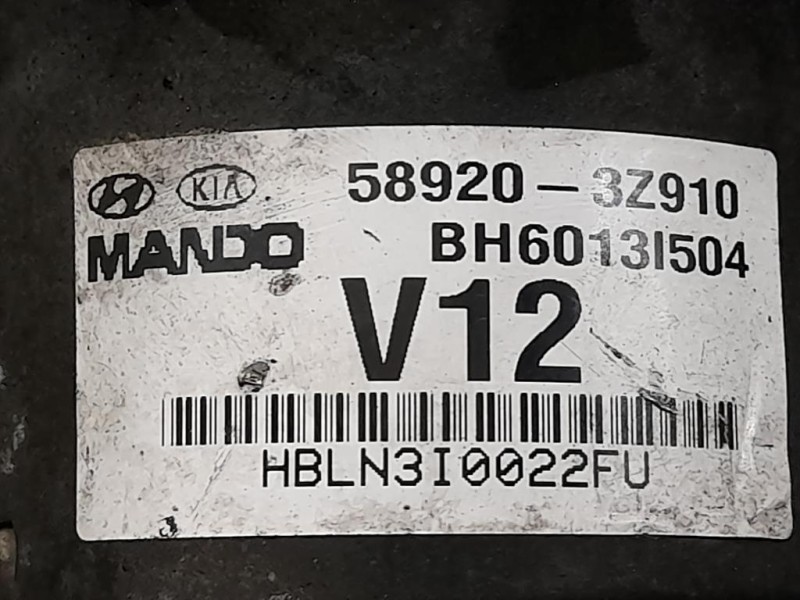 KIA 58920-3Z910
MANDO BH6013I504
V12
HBLN3I0022FU